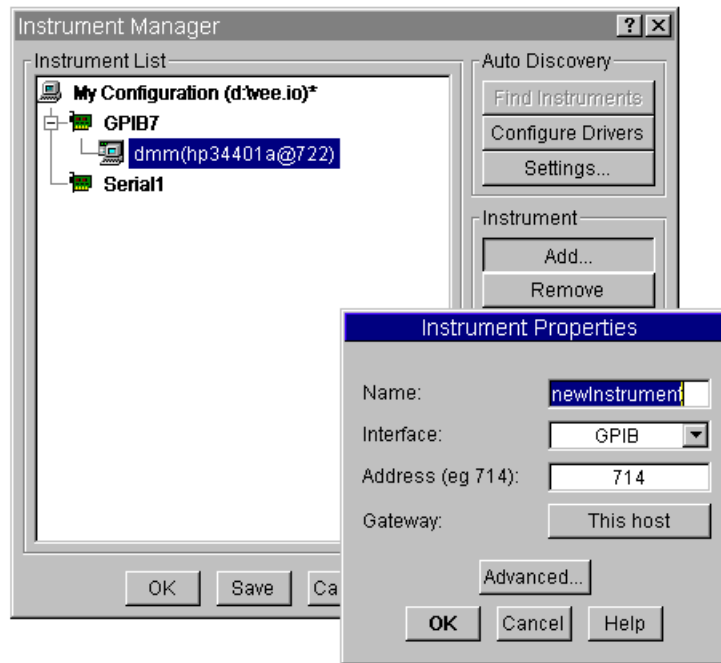 Instrument Manager
Instrument List
My Configuration (d:\vee.io)*
GPIB7
dmm(hp34401a@722)
Serial1
Auto Discovery
Find Instruments
Configure Drivers
Settings...
Instrument
Add...
Remove
OK
Save
Ca
Instrument Properties
Name:
newInstrument
Interface:
GPIB
Address (eg 714):
714
Gateway:
This host
Advanced...
OK
Cancel
Help